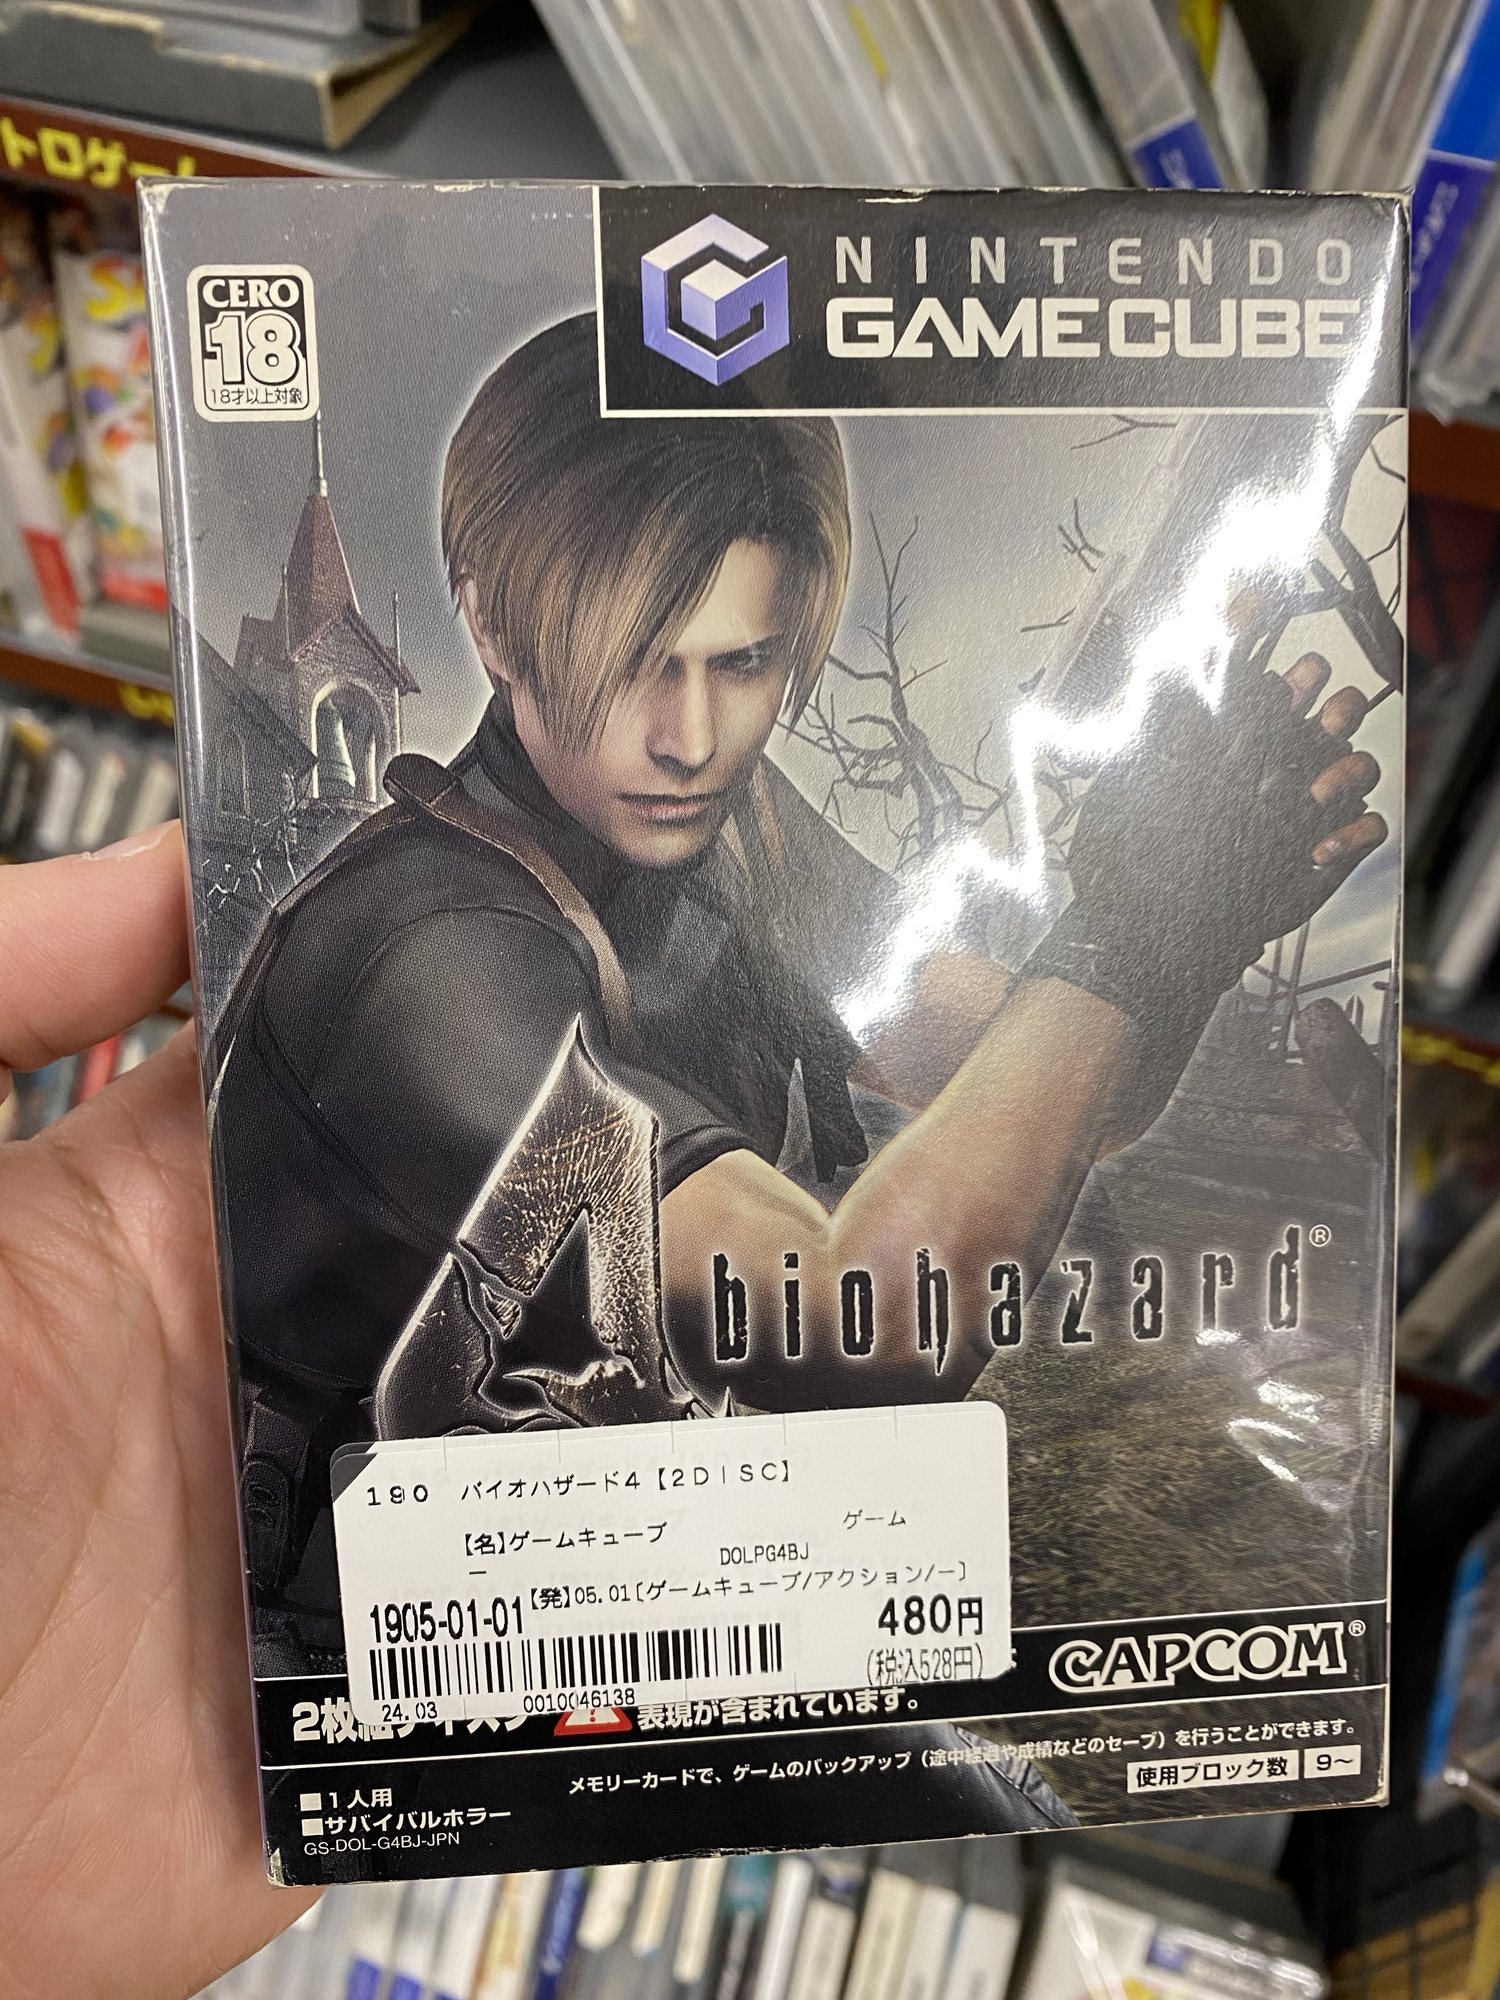 トロゲー
CERO
18
18才以上対象
NINTENDO
GAMECUBE
4
biohazard®
190 バイオハザード4【2DISC】
【名】ゲームキューブ
ゲーム
DOLPG4BJ
ー
【発】05.01〔ゲームキューブ/アクション/ー〕
1905-01-01
480円
(税込528円)
24.03
0010046138
CAPCOM®
2枚組ディスク
表現が含まれています。
メモリーカードで、ゲームのバックアップ（途中経過や成績などのセーブ）を行うことができます。
使用ブロック数 9〜
■1人用
■サバイバルホラー
GS-DOL-G4BJ-JPN